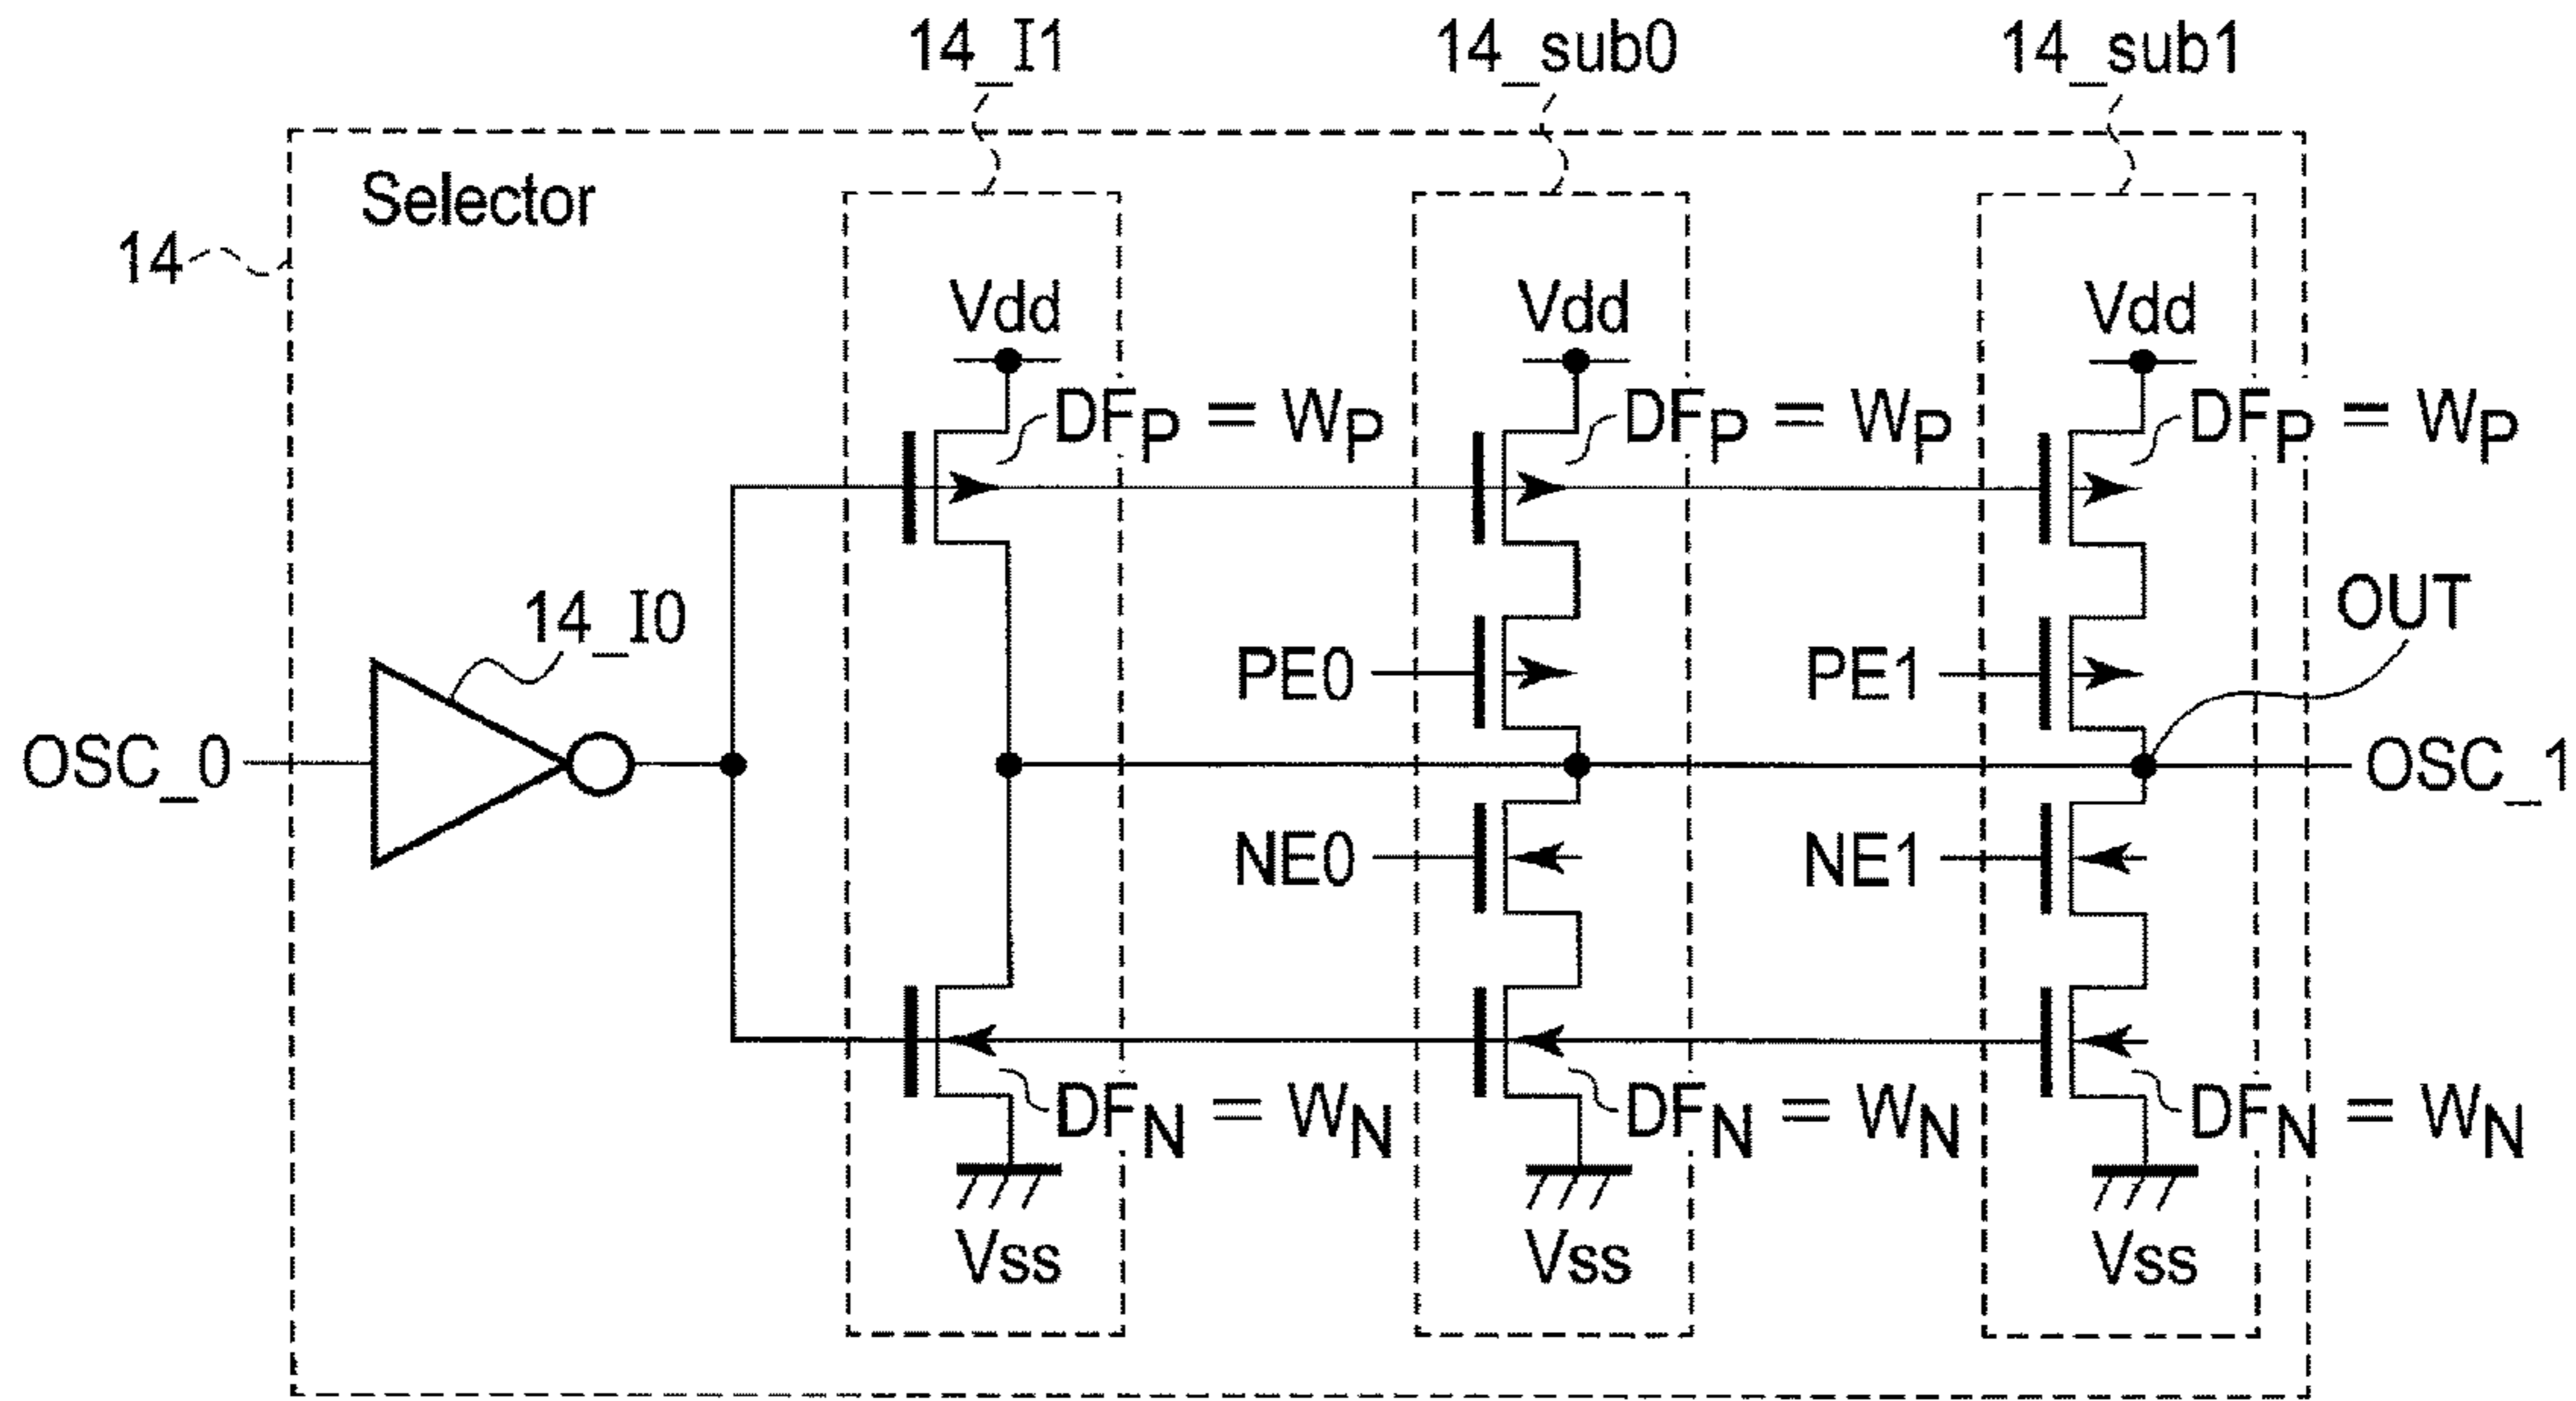 14_I1
14_sub0
14_sub1
Selector
14
Vdd
Vdd
Vdd
DFP = WP
DFP = WP
DFP = WP
14_I0
OUT
PE0
PE1
OSC_0
OSC_1
NE0
NE1
DFN = WN
DFN = WN
DFN = WN
Vss
Vss
Vss